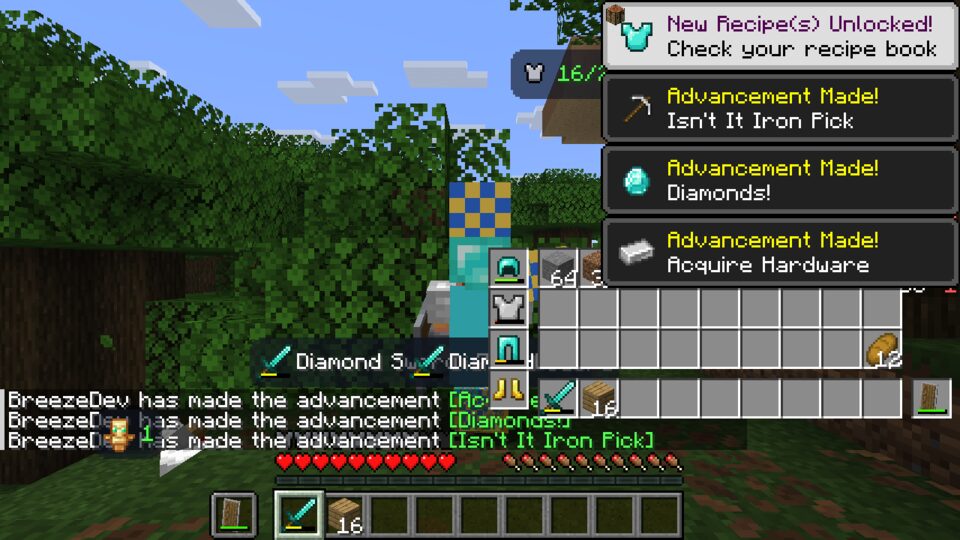 New Recipe(s) Unlocked!
Check your recipe book
16/
Advancement Made!
Isn't It Iron Pick
Advancement Made!
Diamonds!
Advancement Made!
Acquire Hardware
64
12
Diamond
16
BreezeDev has made the advancement
BreezeDev has made the advancement [Diamonds!]
BreezeDev has made the advancement [Isn't It Iron Pick]
1
16